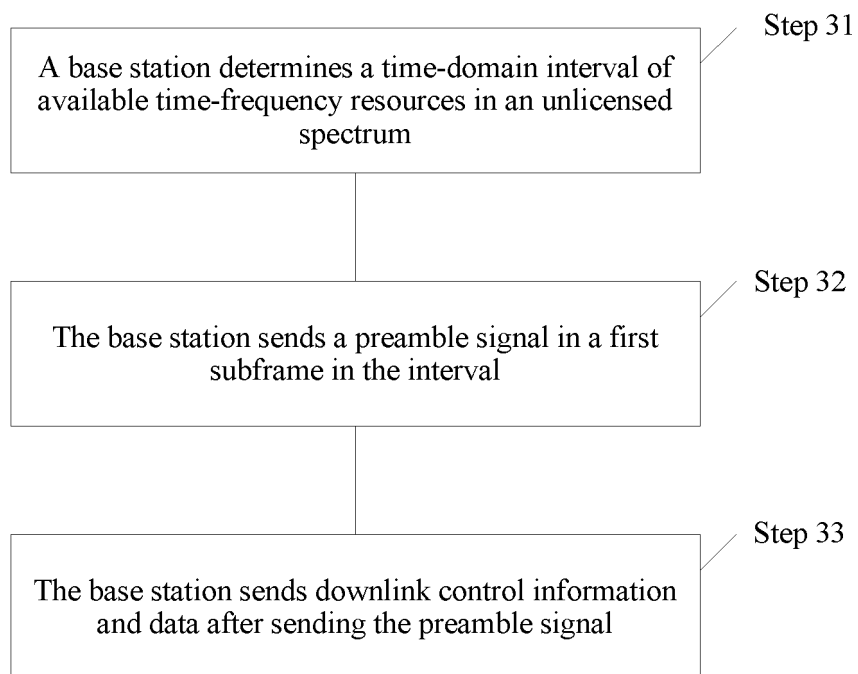 Step 31
A base station determines a time-domain interval of
available time-frequency resources in an unlicensed
spectrum
Step 32
The base station sends a preamble signal in a first
subframe in the interval
Step 33
The base station sends downlink control information
and data after sending the preamble signal